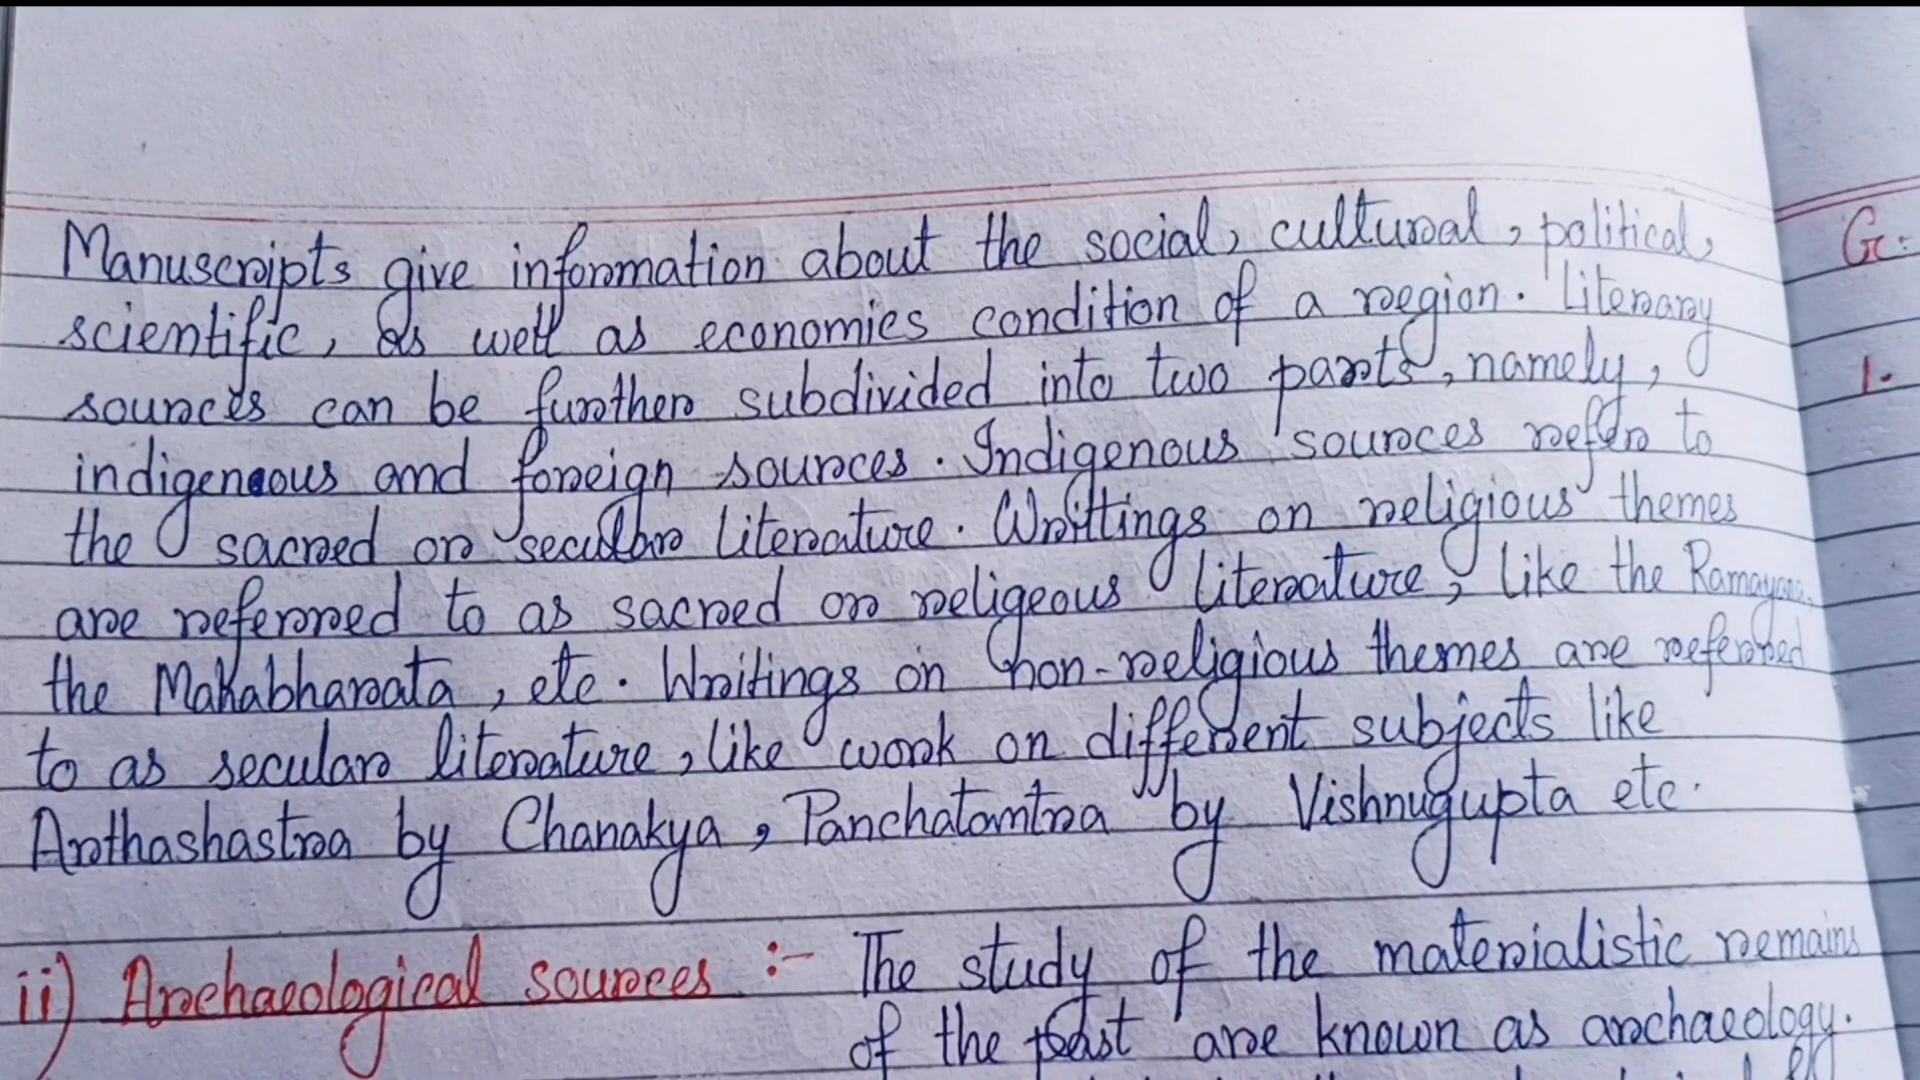 Manuscripts give information about the social, cultural, political,
scientific, as well as economics condition of a region. Literary
sources can be further subdivided into two parts, namely,
indigeneous and foreign sources. Indigenous sources refer to
the sacred or secular literature. Writtings on religious themes
are referred to as sacred or religeous literature, like the Ramayana,
the Mahabharata, etc. Writings on non-religious themes are referred
to as secular literature, like work on different subjects like
Arthashastra by Chanakya, Panchatantra by Vishnugupta etc.
ii) Archaeological sources :- The study of the materialistic remains
of the past are known as archaeology.
G:
1.